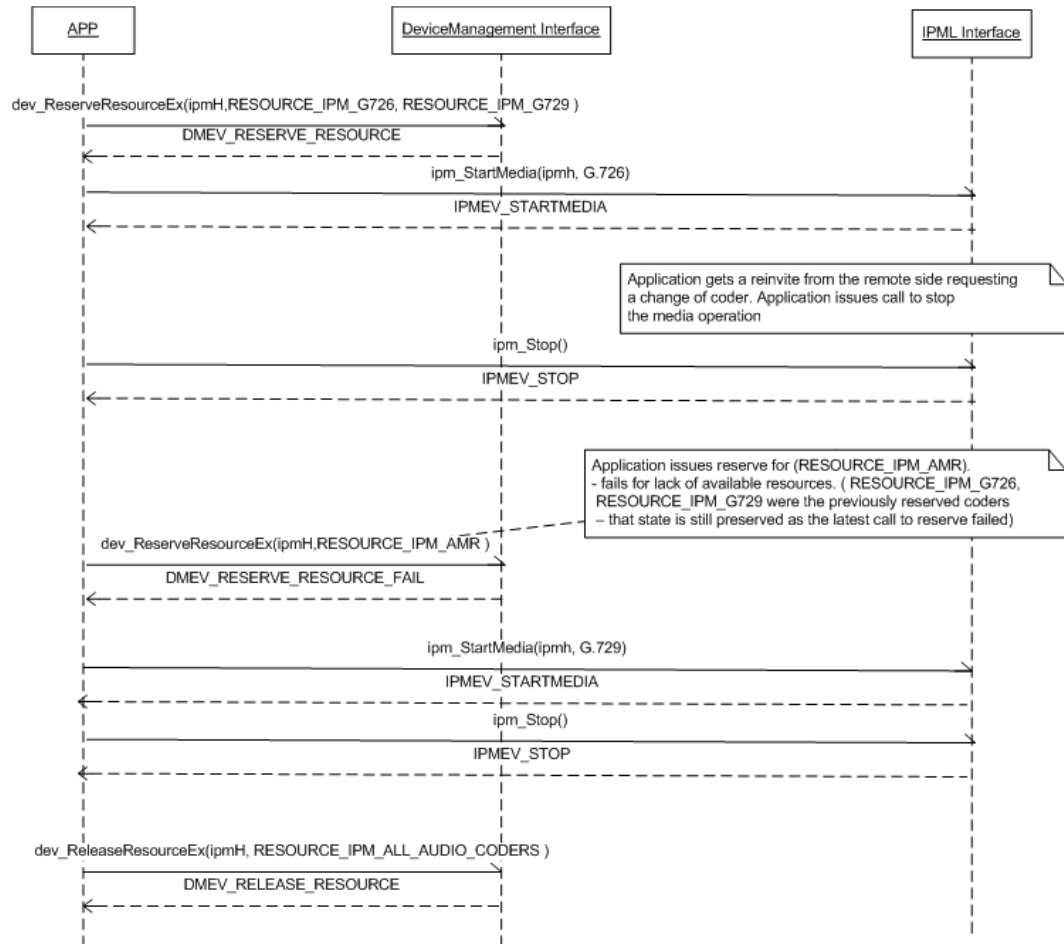 APP
DeviceManagement Interface
IPML Interface
dev_ReserveResourceEx(ipmH,RESOURCE_IPM_G726, RESOURCE_IPM_G729 )
DMEV_RESERVE_RESOURCE
ipm_StartMedia(ipmh, G.726)
IPMEV_STARTMEDIA
Application gets a reinvite from the remote side requesting
a change of coder. Application issues call to stop
the media operation
ipm_Stop()
IPMEV_STOP
Application issues reserve for (RESOURCE_IPM_AMR).
- fails for lack of available resources. ( RESOURCE_IPM_G726,
RESOURCE_IPM_G729 were the previously reserved coders
– that state is still preserved as the latest call to reserve failed)
dev_ReserveResourceEx(ipmH,RESOURCE_IPM_AMR )
DMEV_RESERVE_RESOURCE_FAIL
ipm_StartMedia(ipmh, G.729)
IPMEV_STARTMEDIA
ipm_Stop()
IPMEV_STOP
dev_ReleaseResourceEx(ipmH, RESOURCE_IPM_ALL_AUDIO_CODERS )
DMEV_RELEASE_RESOURCE